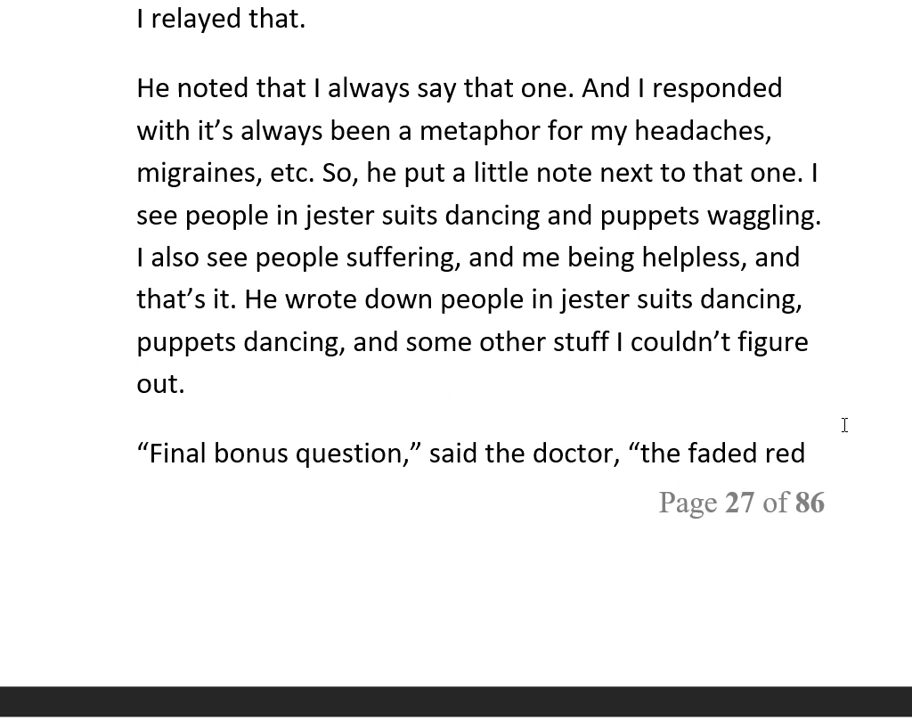 I relayed that.
He noted that I always say that one. And I responded
with it’s always been a metaphor for my headaches,
migraines, etc. So, he put a little note next to that one. I
see people in jester suits dancing and puppets waggling.
I also see people suffering, and me being helpless, and
that’s it. He wrote down people in jester suits dancing,
puppets dancing, and some other stuff I couldn’t figure
out.
“Final bonus question,” said the doctor, “the faded red
Page 27 of 86